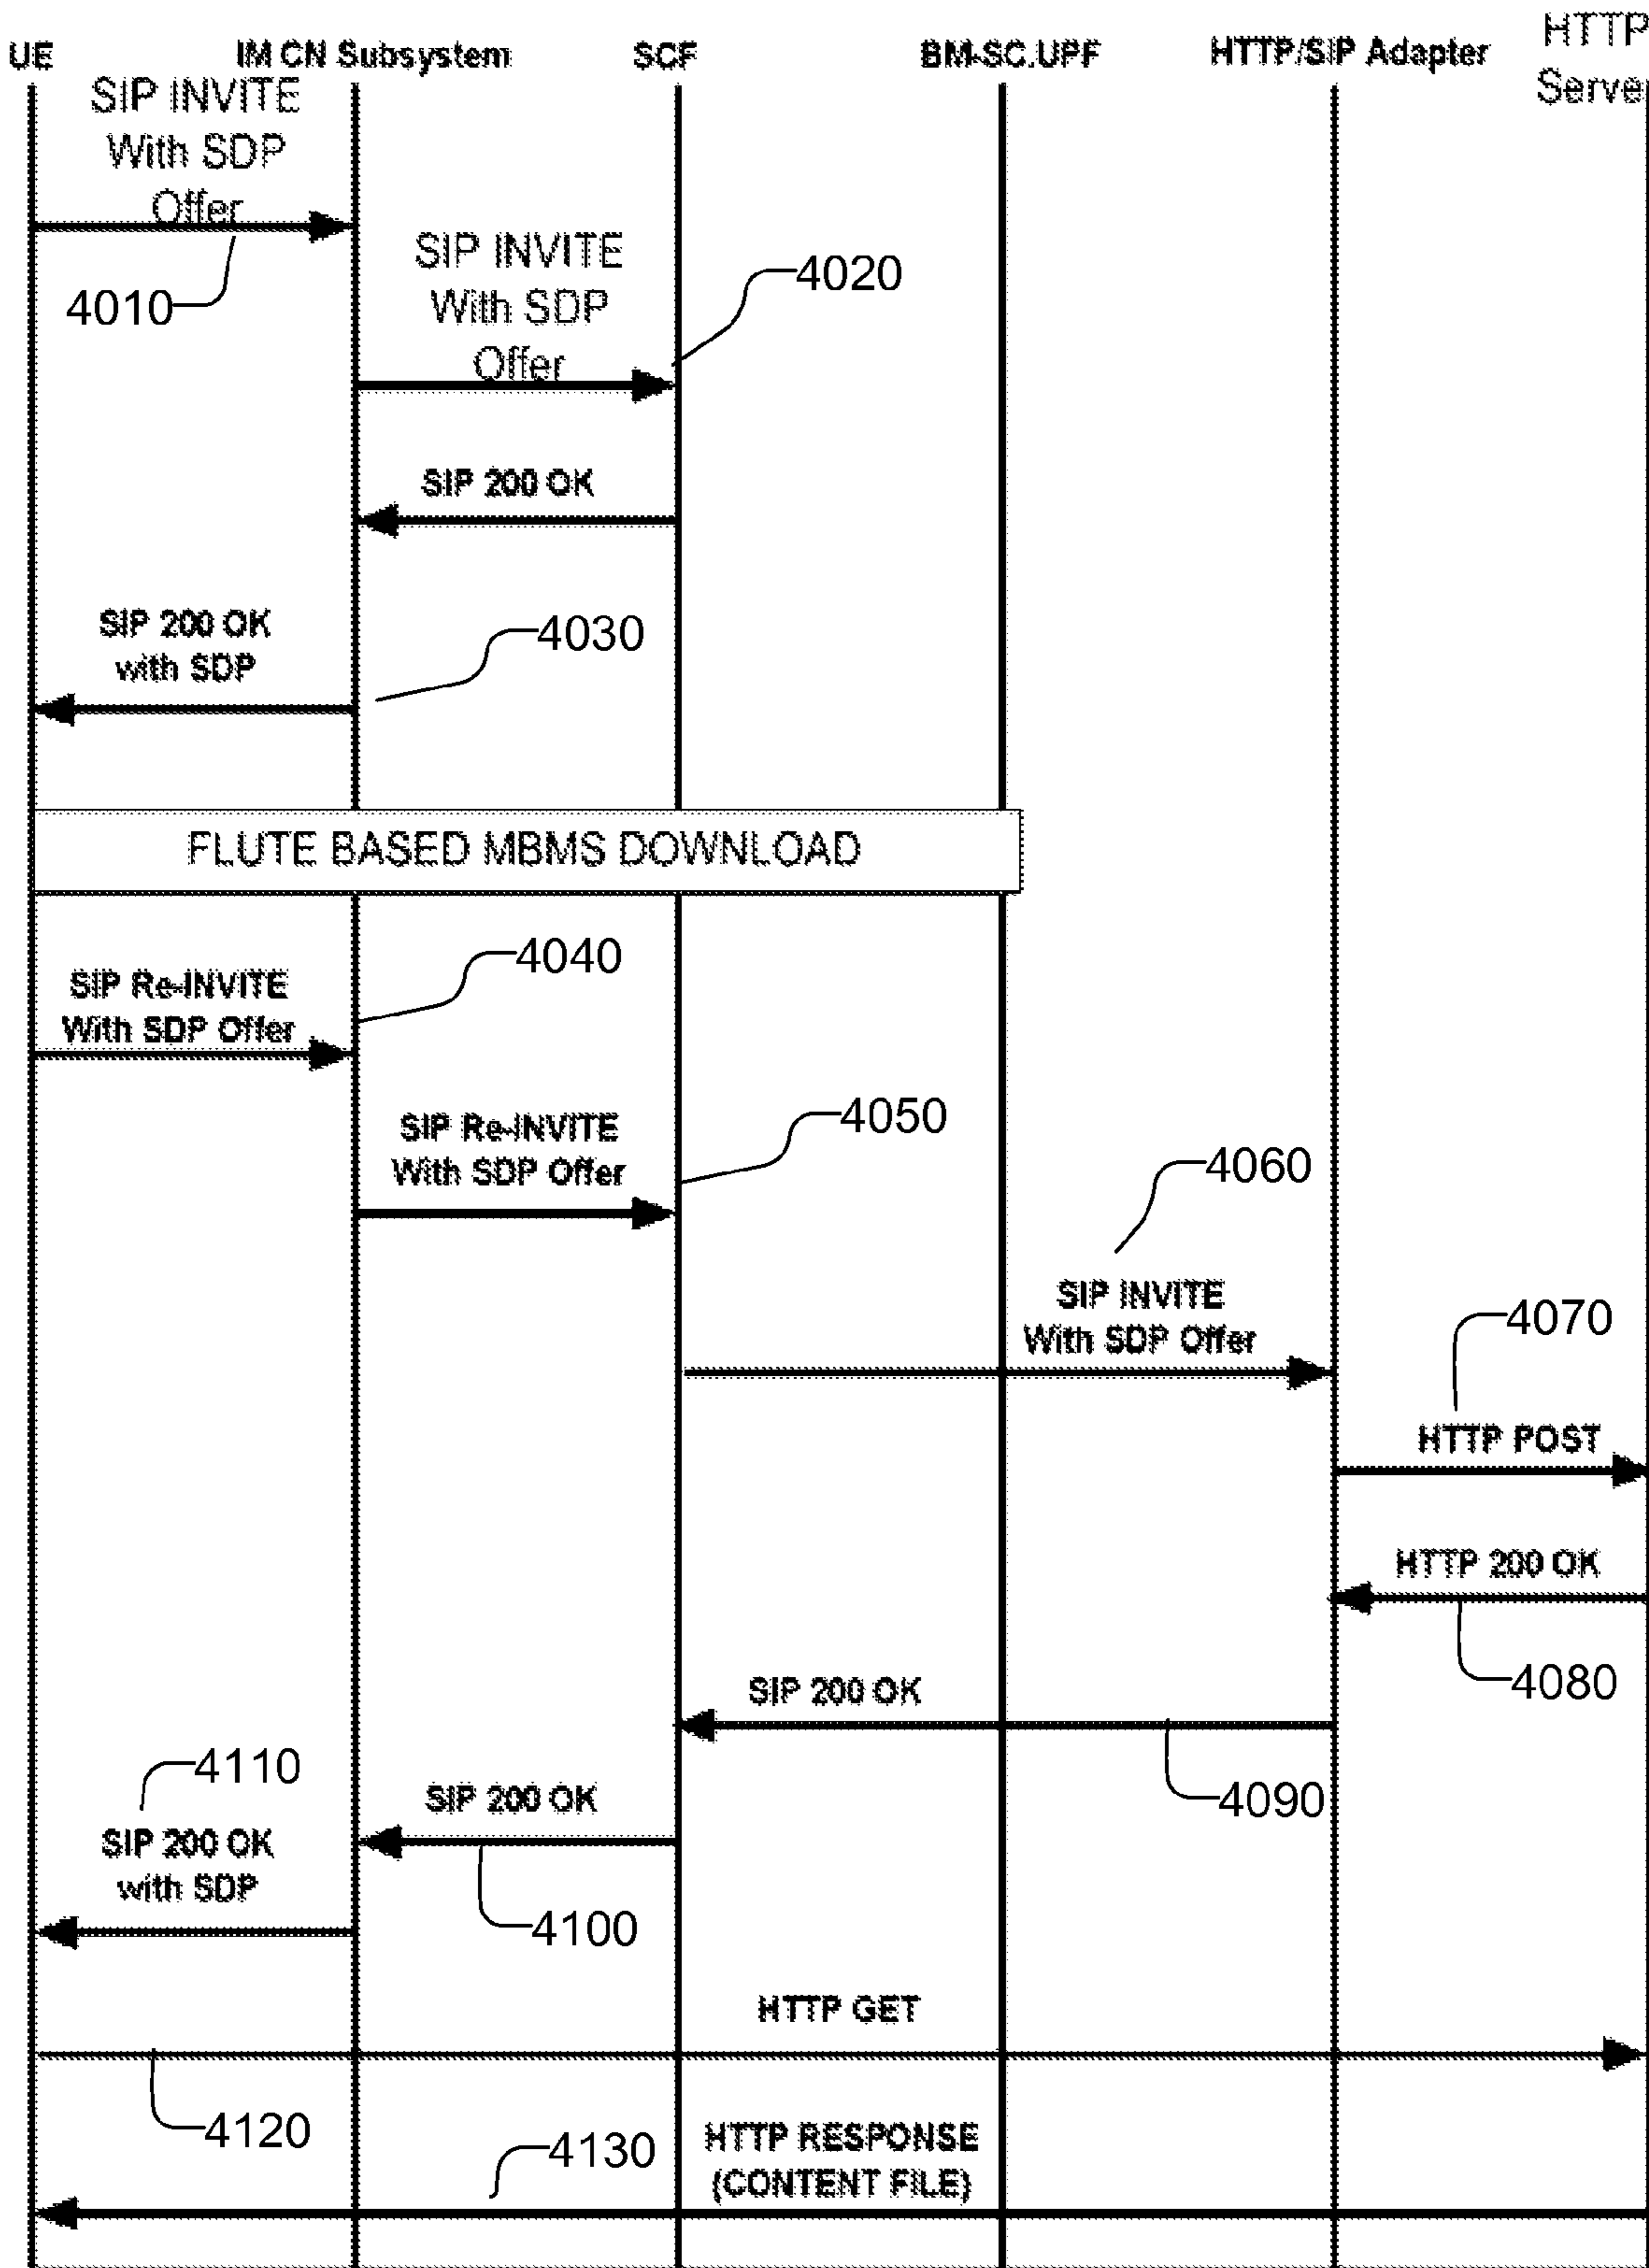 UE
IM CN Subsystem
SCF
BM-SC.UPF
HTTP/SIP Adapter
HTTP
Server
SIP INVITE
With SDP
Offer
4010
SIP INVITE
With SDP
Offer
4020
SIP 200 OK
SIP 200 OK
with SDP
4030
FLUTE BASED MBMS DOWNLOAD
4040
SIP Re-INVITE
With SDP Offer
4050
SIP Re-INVITE
With SDP Offer
4060
SIP INVITE
With SDP Offer
4070
HTTP POST
HTTP 200 OK
4080
SIP 200 OK
4090
4110
SIP 200 OK
with SDP
SIP 200 OK
4100
HTTP GET
4120
4130
HTTP RESPONSE
(CONTENT FILE)